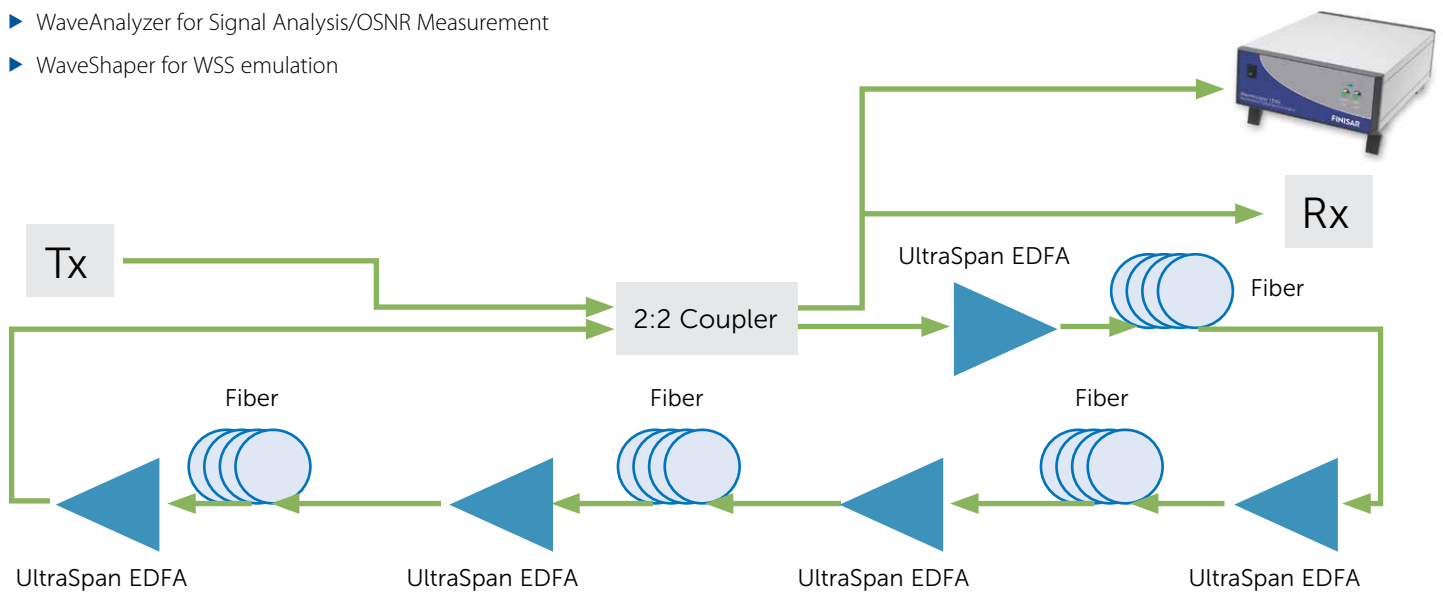 WaveAnalyzer for Signal Analysis/OSNR Measurement
WaveShaper for WSS emulation
FINISAR
Tx
Rx
UltraSpan EDFA
Fiber
2:2 Coupler
Fiber
Fiber
Fiber
UltraSpan EDFA
UltraSpan EDFA
UltraSpan EDFA
UltraSpan EDFA